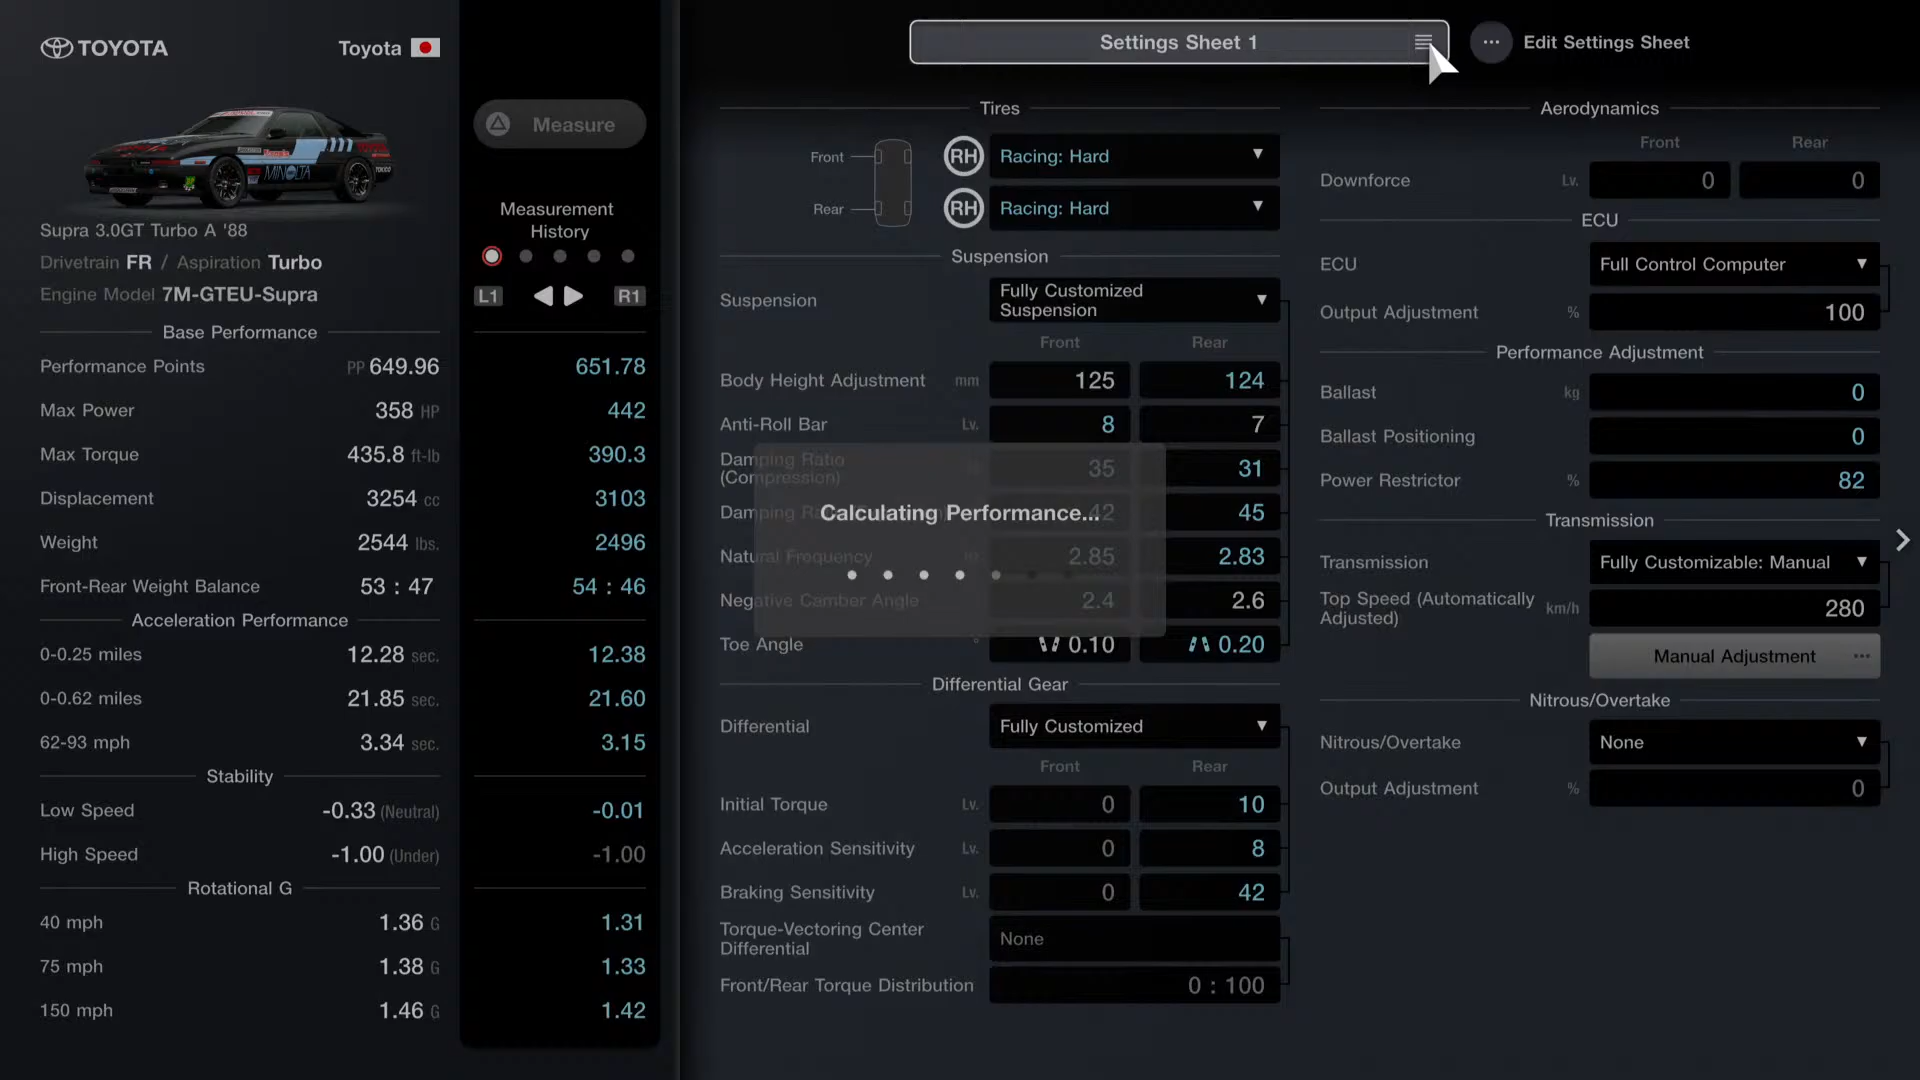 TOYOTA
Toyota
Supra 3.0GT Turbo A '88
Drivetrain FR / Aspiration Turbo
Engine Model 7M-GTEU-Supra
Base Performance
Performance Points PP 649.96
Max Power 358 HP
Max Torque 435.8 ft-lb
Displacement 3254 cc
Weight 2544 lbs.
Front-Rear Weight Balance 53 : 47
Acceleration Performance
0-0.25 miles 12.28 sec.
0-0.62 miles 21.85 sec.
62-93 mph 3.34 sec.
Stability
Low Speed -0.33 (Neutral)
High Speed -1.00 (Under)
Rotational G
40 mph 1.36 G
75 mph 1.38 G
150 mph 1.46 G
MINOLTA
Measure
Measurement
History
L1 R1
651.78
442
390.3
3103
2496
54 : 46
12.38
21.60
3.15
-0.01
-1.00
1.31
1.33
1.42
Settings Sheet 1
Edit Settings Sheet
Tires
Front RH Racing: Hard
Rear RH Racing: Hard
Suspension
Suspension Fully Customized
Suspension
Front Rear
Body Height Adjustment mm 125 124
Anti-Roll Bar Lv. 8 7
Damping Ratio
(Compression) 35 31
Damping 42 45
Natural Frequency 2.85 2.83
Negative Camber Angle 2.4 2.6
Toe Angle ° 0.10 0.20
Calculating Performance...
Differential Gear
Differential Fully Customized
Front Rear
Initial Torque Lv. 0 10
Acceleration Sensitivity Lv. 0 8
Braking Sensitivity Lv. 0 42
Torque-Vectoring Center
Differential None
Front/Rear Torque Distribution 0 : 100
Aerodynamics
Front Rear
Downforce Lv. 0 0
ECU
ECU Full Control Computer
Output Adjustment % 100
Performance Adjustment
Ballast kg 0
Ballast Positioning 0
Power Restrictor % 82
Transmission
Transmission Fully Customizable: Manual
Top Speed (Automatically
Adjusted) km/h 280
Manual Adjustment
Nitrous/Overtake
Nitrous/Overtake None
Output Adjustment % 0